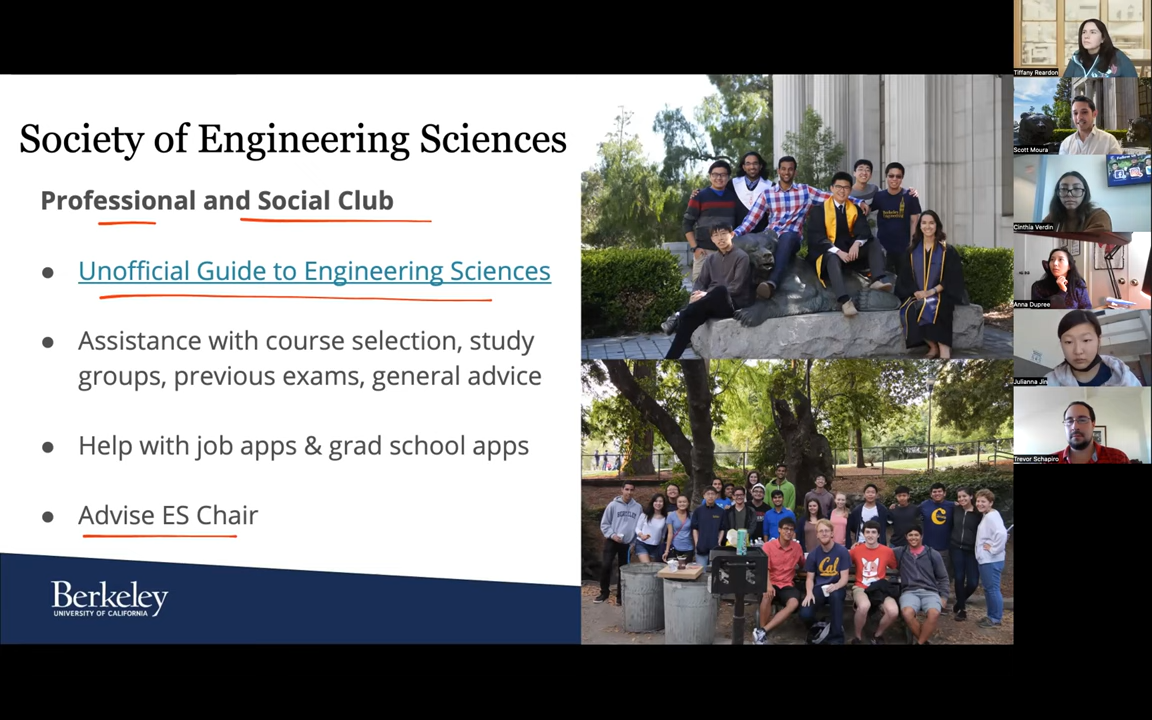 Society of Engineering Sciences
Professional and Social Club
● Unofficial Guide to Engineering Sciences
● Assistance with course selection, study
groups, previous exams, general advice
● Help with job apps & grad school apps
● Advise ES Chair
Berkeley
UNIVERSITY OF CALIFORNIA
BERKELEY
Cal
C
Tiffany Reardon
Scott Moura
Cinthia Verdin
Anna Dupree
Julianna Jin
Trevor Schapiro